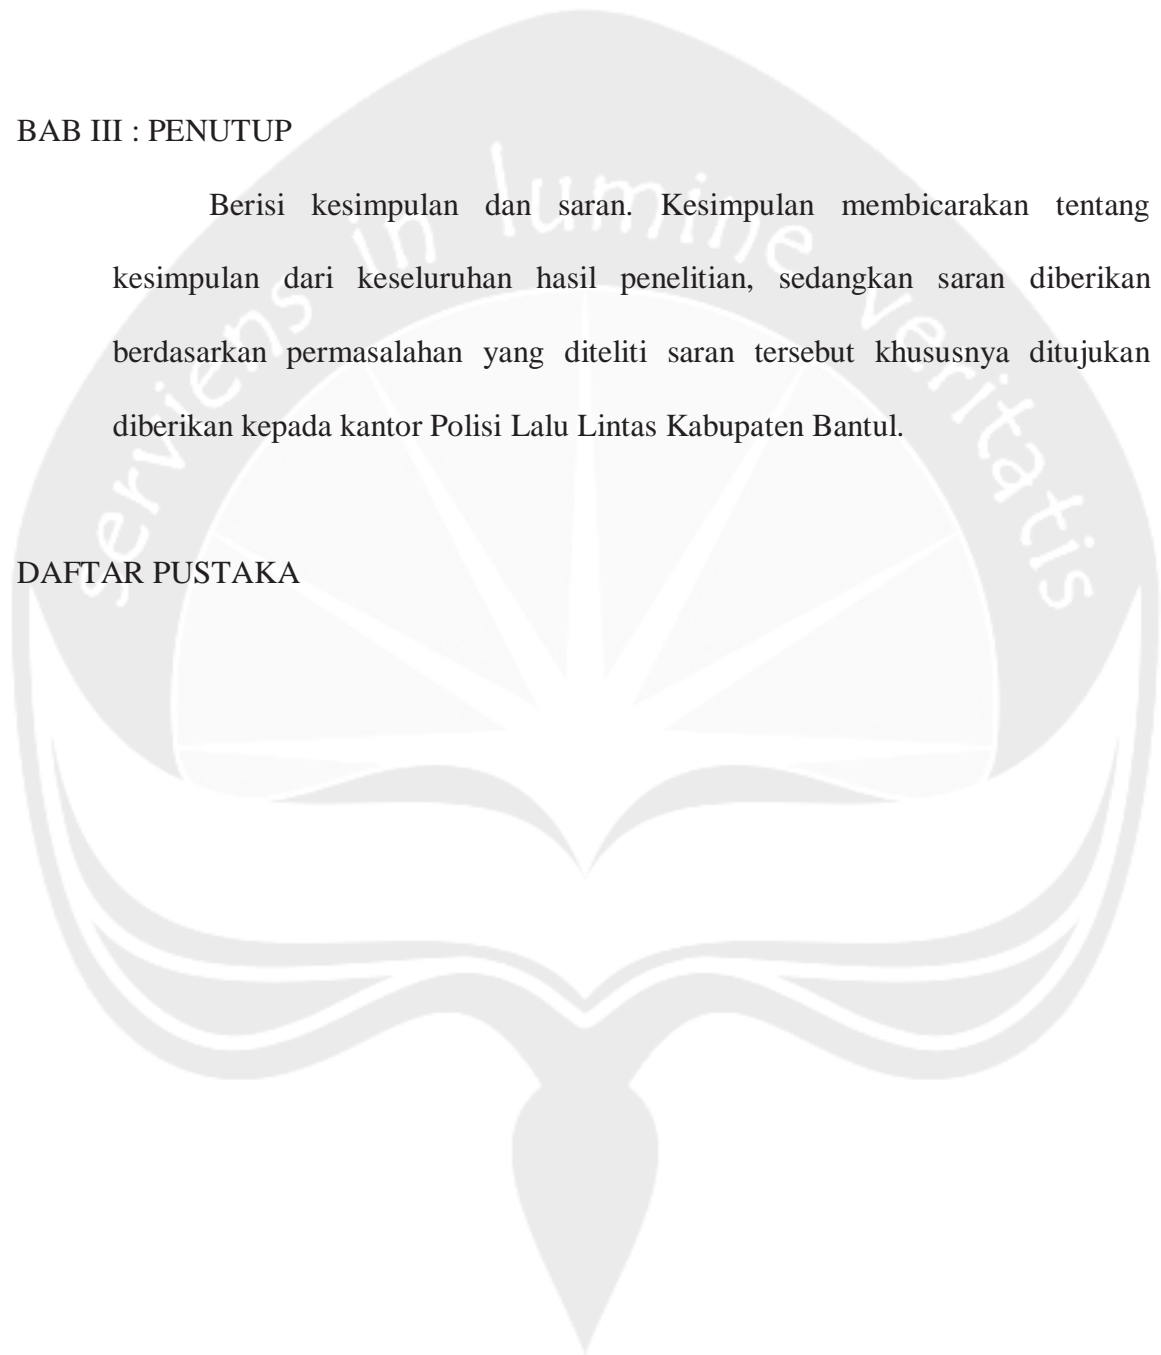 BAB III : PENUTUP
serviens in lumine veritatis
Berisi kesimpulan dan saran. Kesimpulan membicarakan tentang
kesimpulan dari keseluruhan hasil penelitian, sedangkan saran diberikan
berdasarkan permasalahan yang diteliti saran tersebut khususnya ditujukan
diberikan kepada kantor Polisi Lalu Lintas Kabupaten Bantul.
DAFTAR PUSTAKA